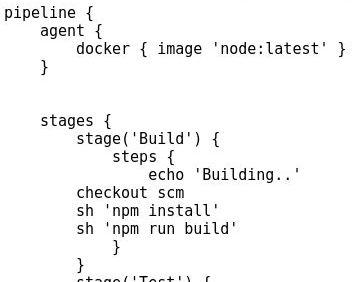 pipeline {
    agent {
        docker { image 'node:latest' }
    }
    stages {
        stage('Build') {
            steps {
                echo 'Building..'
        checkout scm
        sh 'npm install'
        sh 'npm run build'
            }
        }
        stage('Test') {